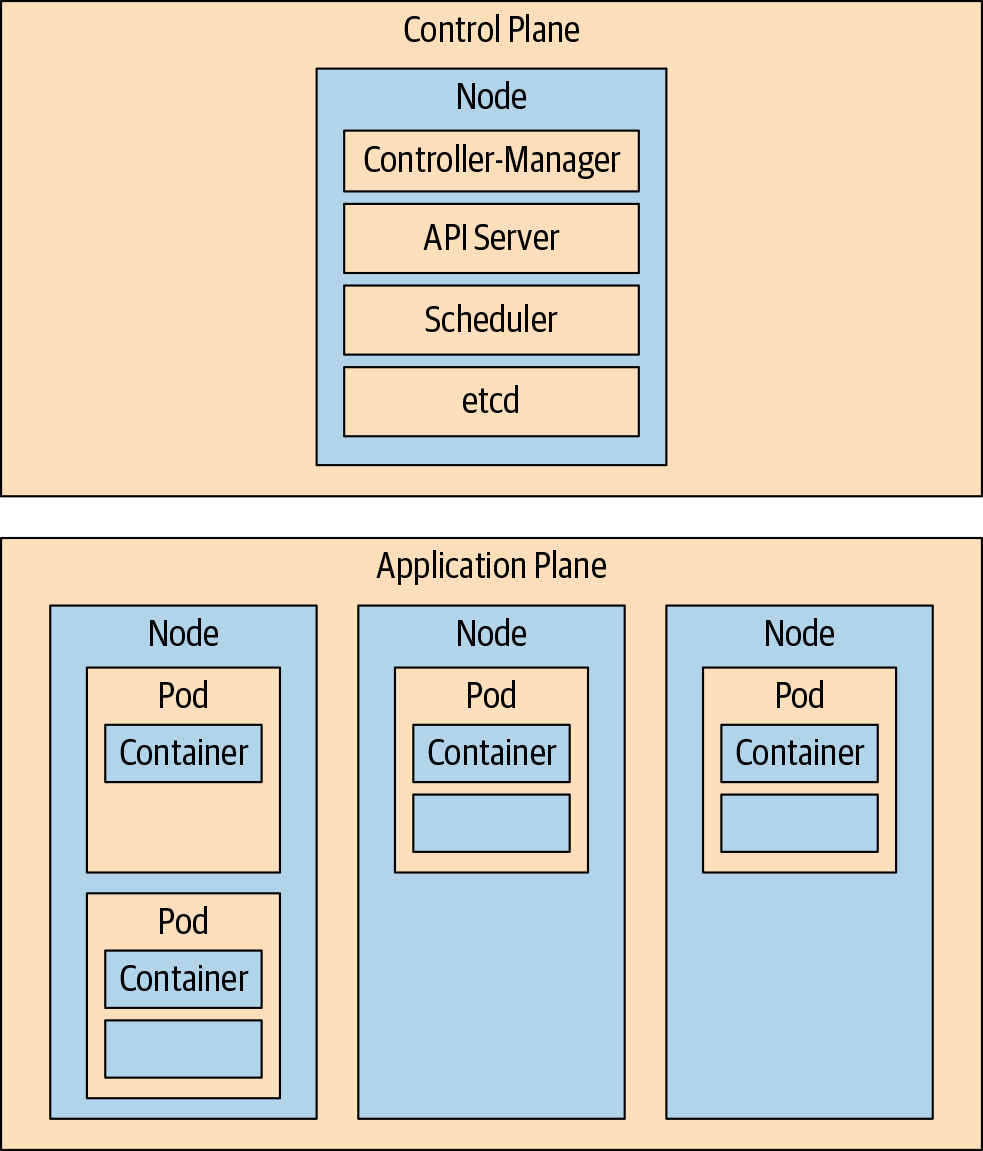 Control Plane
Node
Controller-Manager
API Server
Scheduler
etcd
Application Plane
Node
Pod
Container
Pod
Container
Node
Pod
Container
Node
Pod
Container